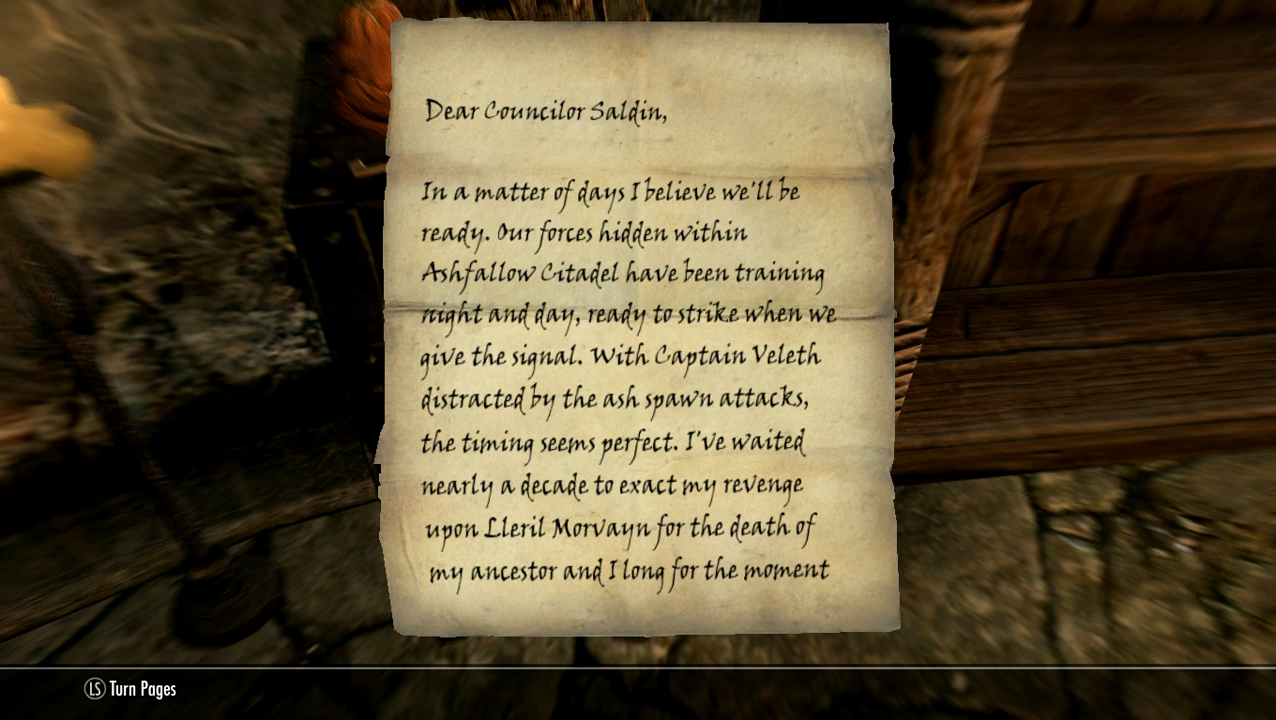 Dear Councilor Saldin,
In a matter of days I believe we'll be
ready. Our forces hidden within
Ashfallow Citadel have been training
night and day, ready to strike when we
give the signal. With Captain Veleth
distracted by the ash spawn attacks,
the timing seems perfect. I've waited
nearly a decade to exact my revenge
upon Lleril Morvayn for the death of
my ancestor and I long for the moment
LS Turn Pages